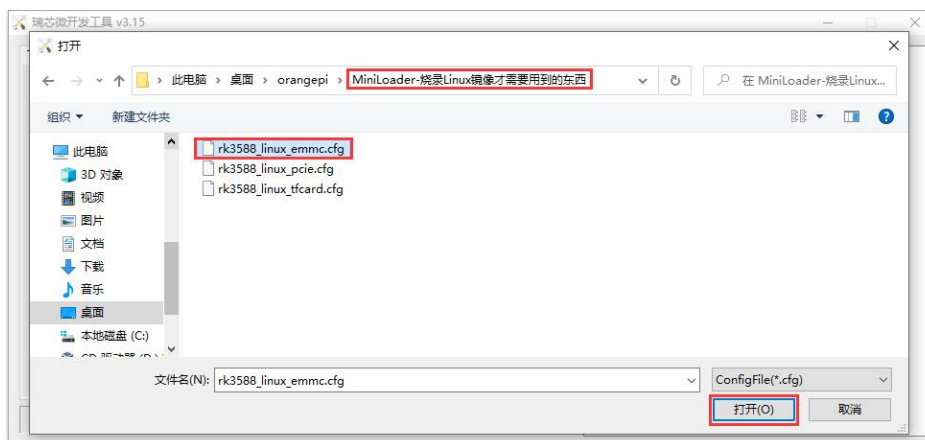 瑞芯微开发工具 v3.15
打开
此电脑 › 桌面 › orangepi › MiniLoader-烧录Linux镜像才需要用到的东西
在 MiniLoader-烧录Linux...
组织 新建文件夹
此电脑
3D 对象
视频
图片
文档
下载
音乐
桌面
本地磁盘 (C:)
rk3588_linux_emmc.cfg
rk3588_linux_pcie.cfg
rk3588_linux_tfcard.cfg
文件名(N): rk3588_linux_emmc.cfg
ConfigFile(*.cfg)
打开(O) 取消